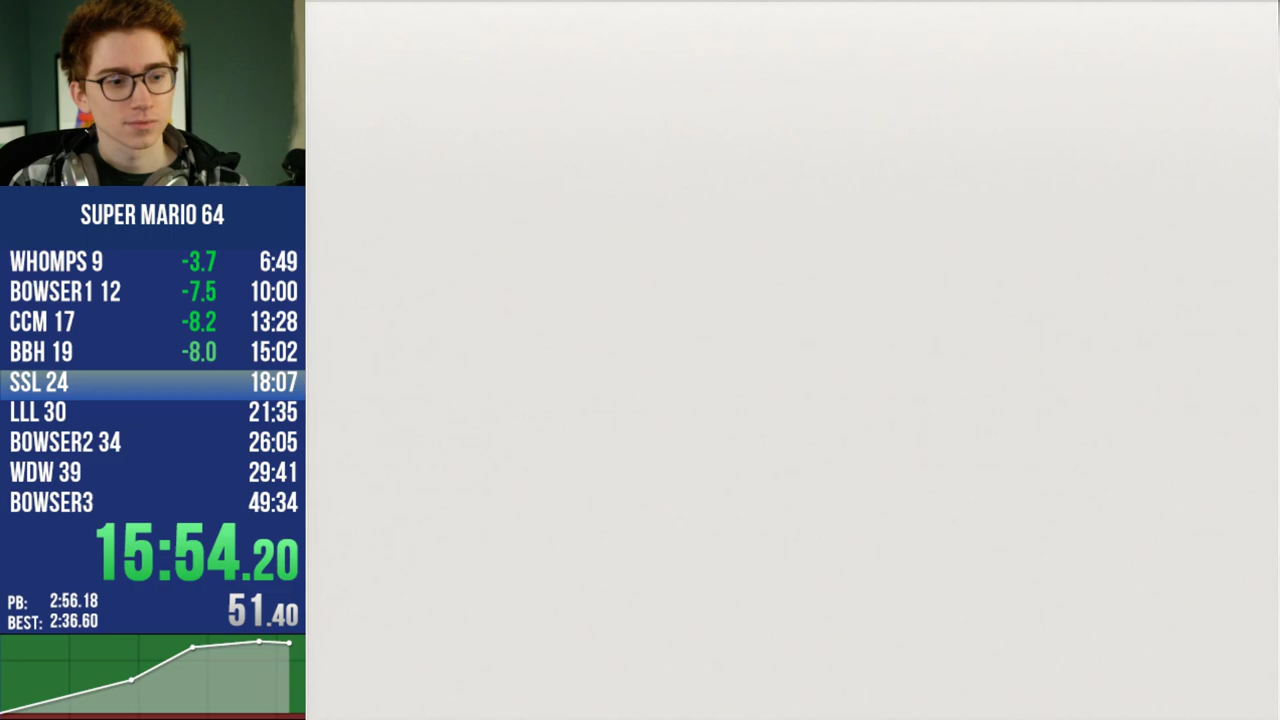 SUPER MARIO 64
WHOMPS 9 -3.7 6:49
BOWSER1 12 -7.5 10:00
CCM 17 -8.2 13:28
BBH 19 -8.0 15:02
SSL 24 18:07
LLL 30 21:35
BOWSER2 34 26:05
WDW 39 29:41
BOWSER3 49:34
15:54.20
PB: 2:56.18 51.40
BEST: 2:36.60